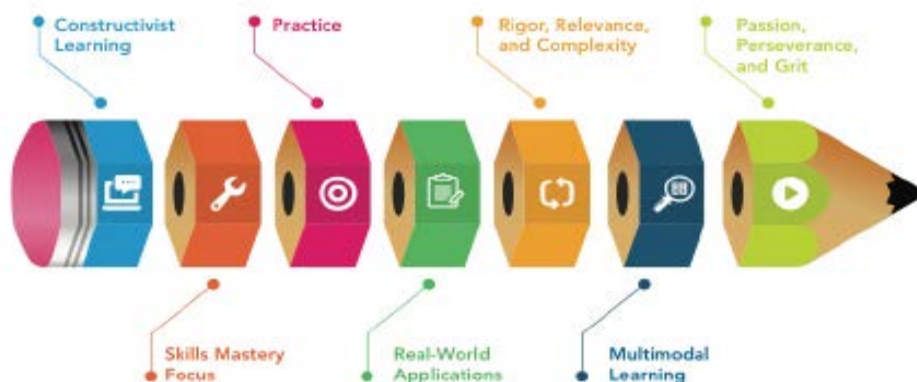 Constructivist
Learning
Practice
Rigor, Relevance,
and Complexity
Passion,
Perseverance,
and Grit
Skills Mastery
Focus
Real-World
Applications
Multimodal
Learning